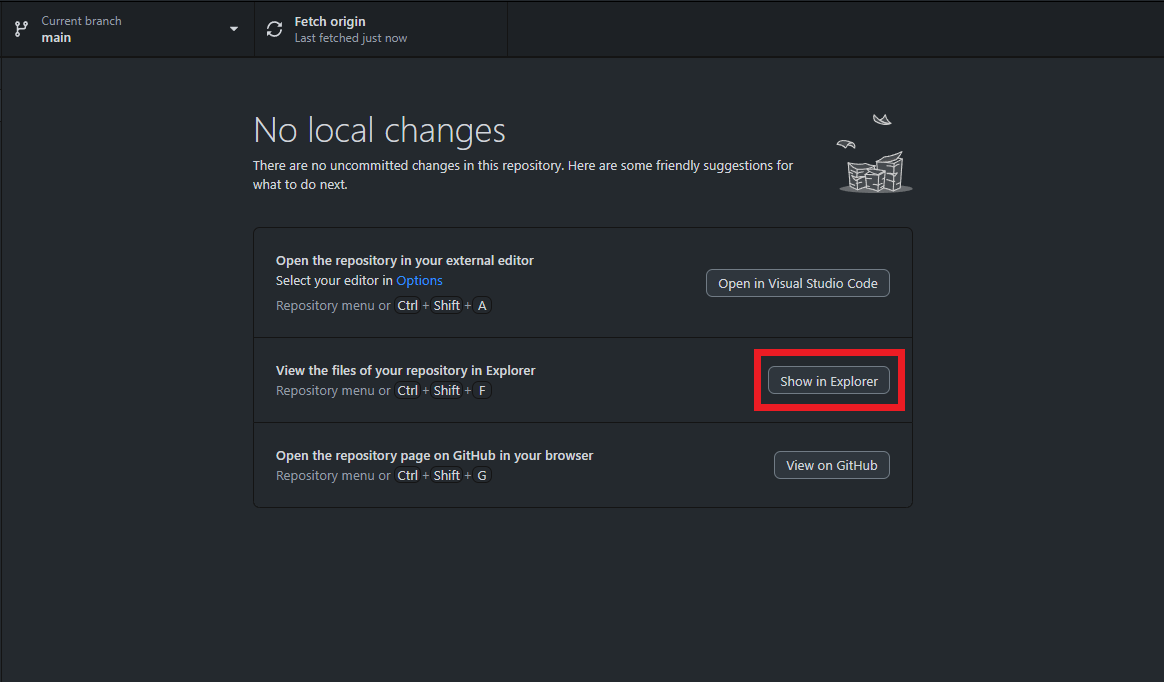 Current branch
main
Fetch origin
Last fetched just now
No local changes
There are no uncommitted changes in this repository. Here are some friendly suggestions for
what to do next.
Open the repository in your external editor
Select your editor in Options
Repository menu or Ctrl + Shift + A
Open in Visual Studio Code
View the files of your repository in Explorer
Repository menu or Ctrl + Shift + F
Show in Explorer
Open the repository page on GitHub in your browser
Repository menu or Ctrl + Shift + G
View on GitHub